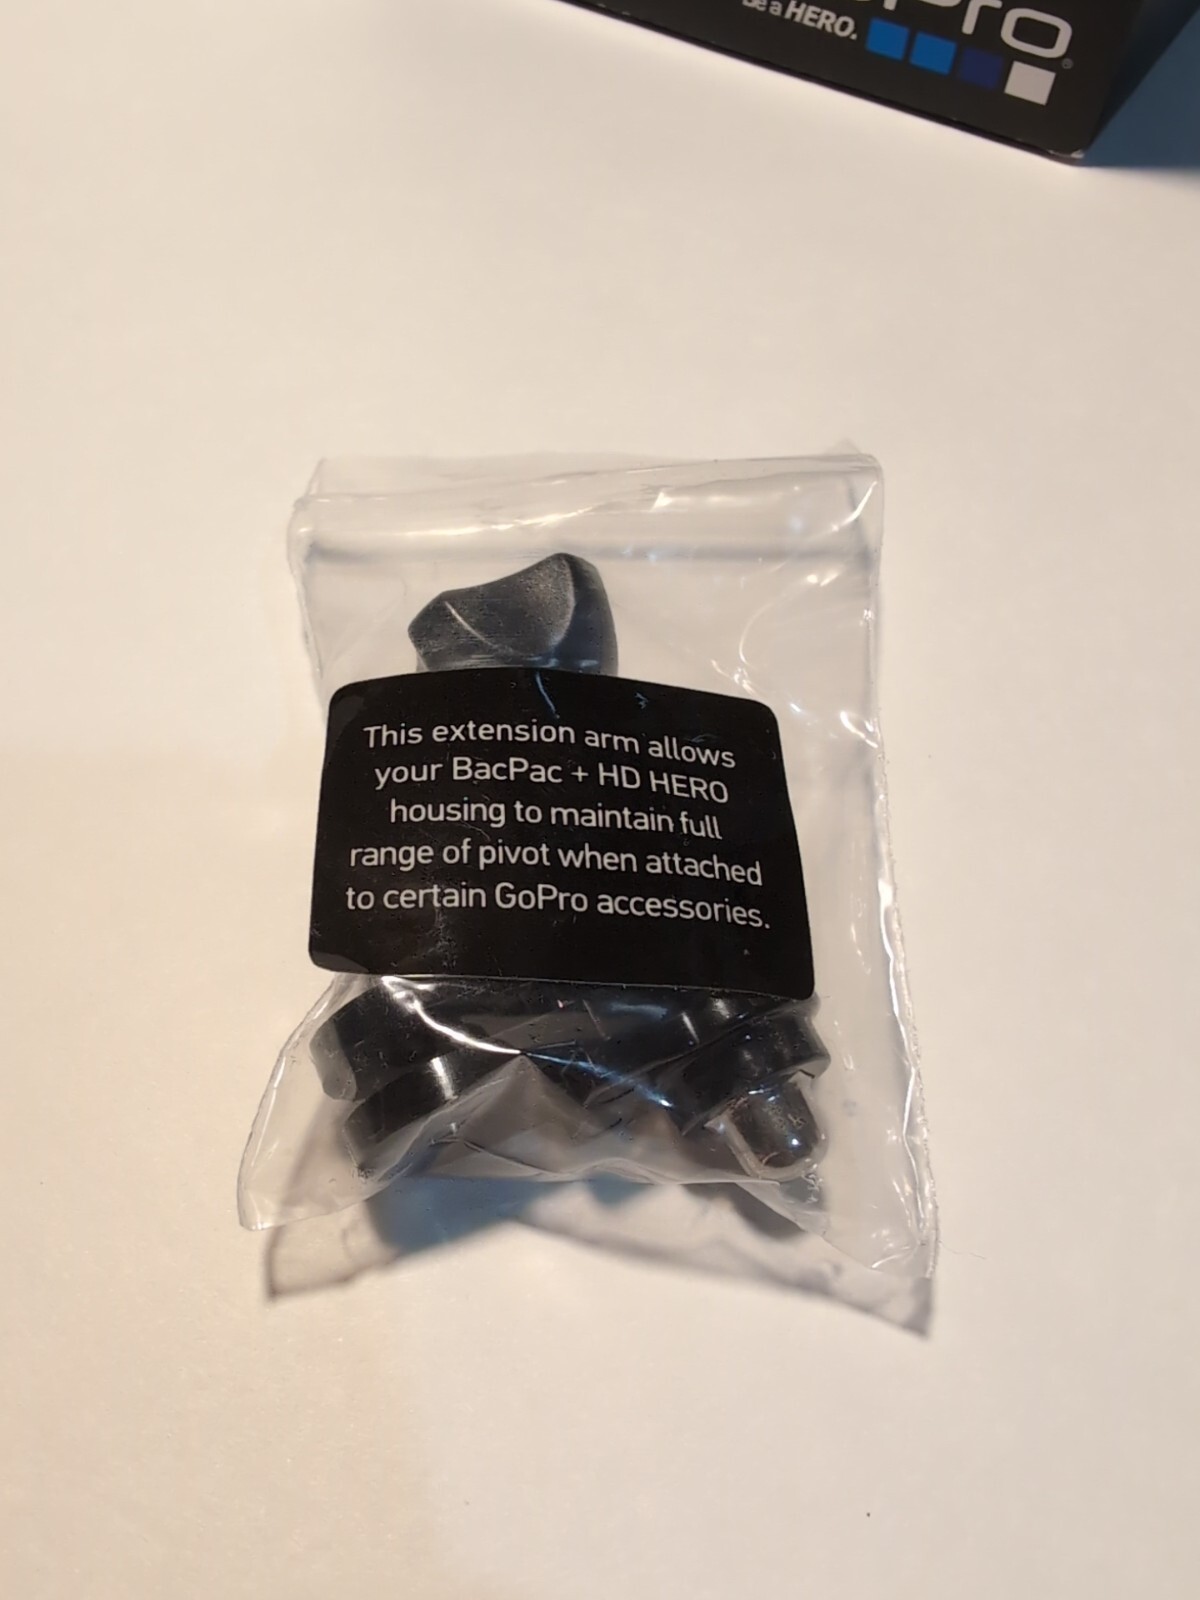 Pro
Be a HERO.
This extension arm allows
your BacPac + HD HERO
housing to maintain full
range of pivot when attached
to certain GoPro accessories.